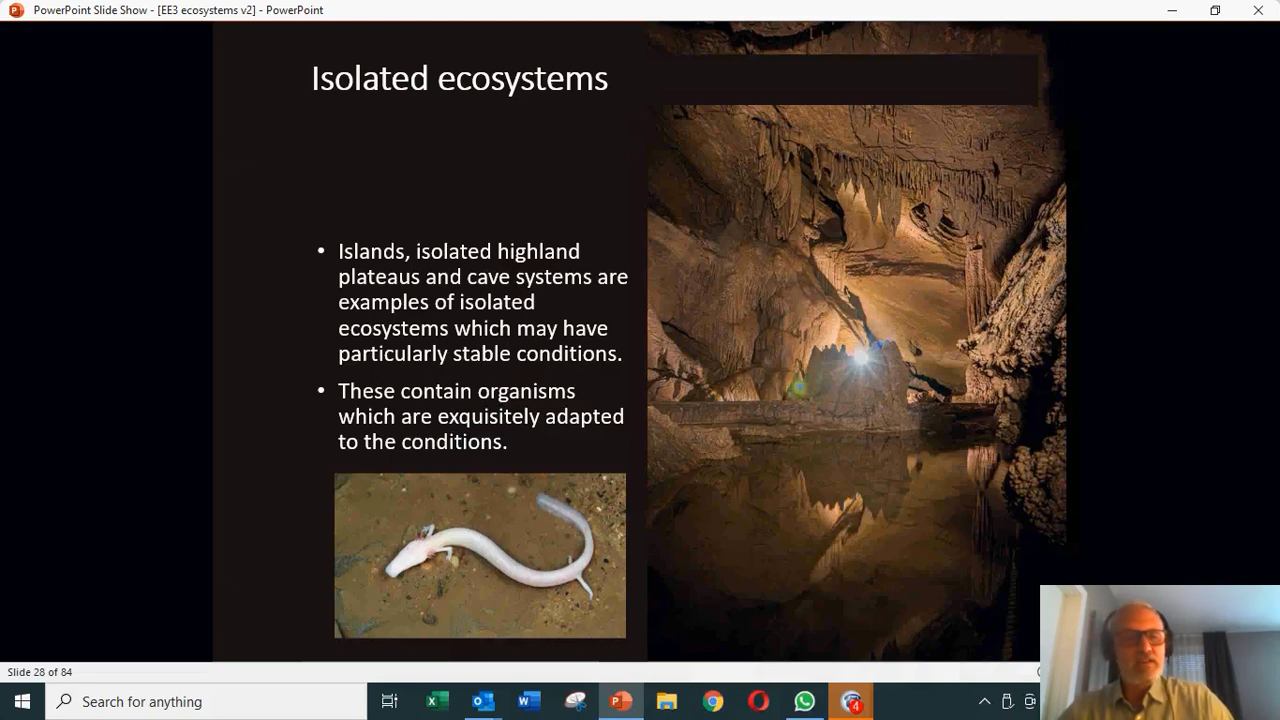 PowerPoint Slide Show - [EE3 ecosystems v2] - PowerPoint
Isolated ecosystems
• Islands, isolated highland
plateaus and cave systems are
examples of isolated
ecosystems which may have
particularly stable conditions.
• These contain organisms
which are exquisitely adapted
to the conditions.
Slide 28 of 84
Search for anything
4